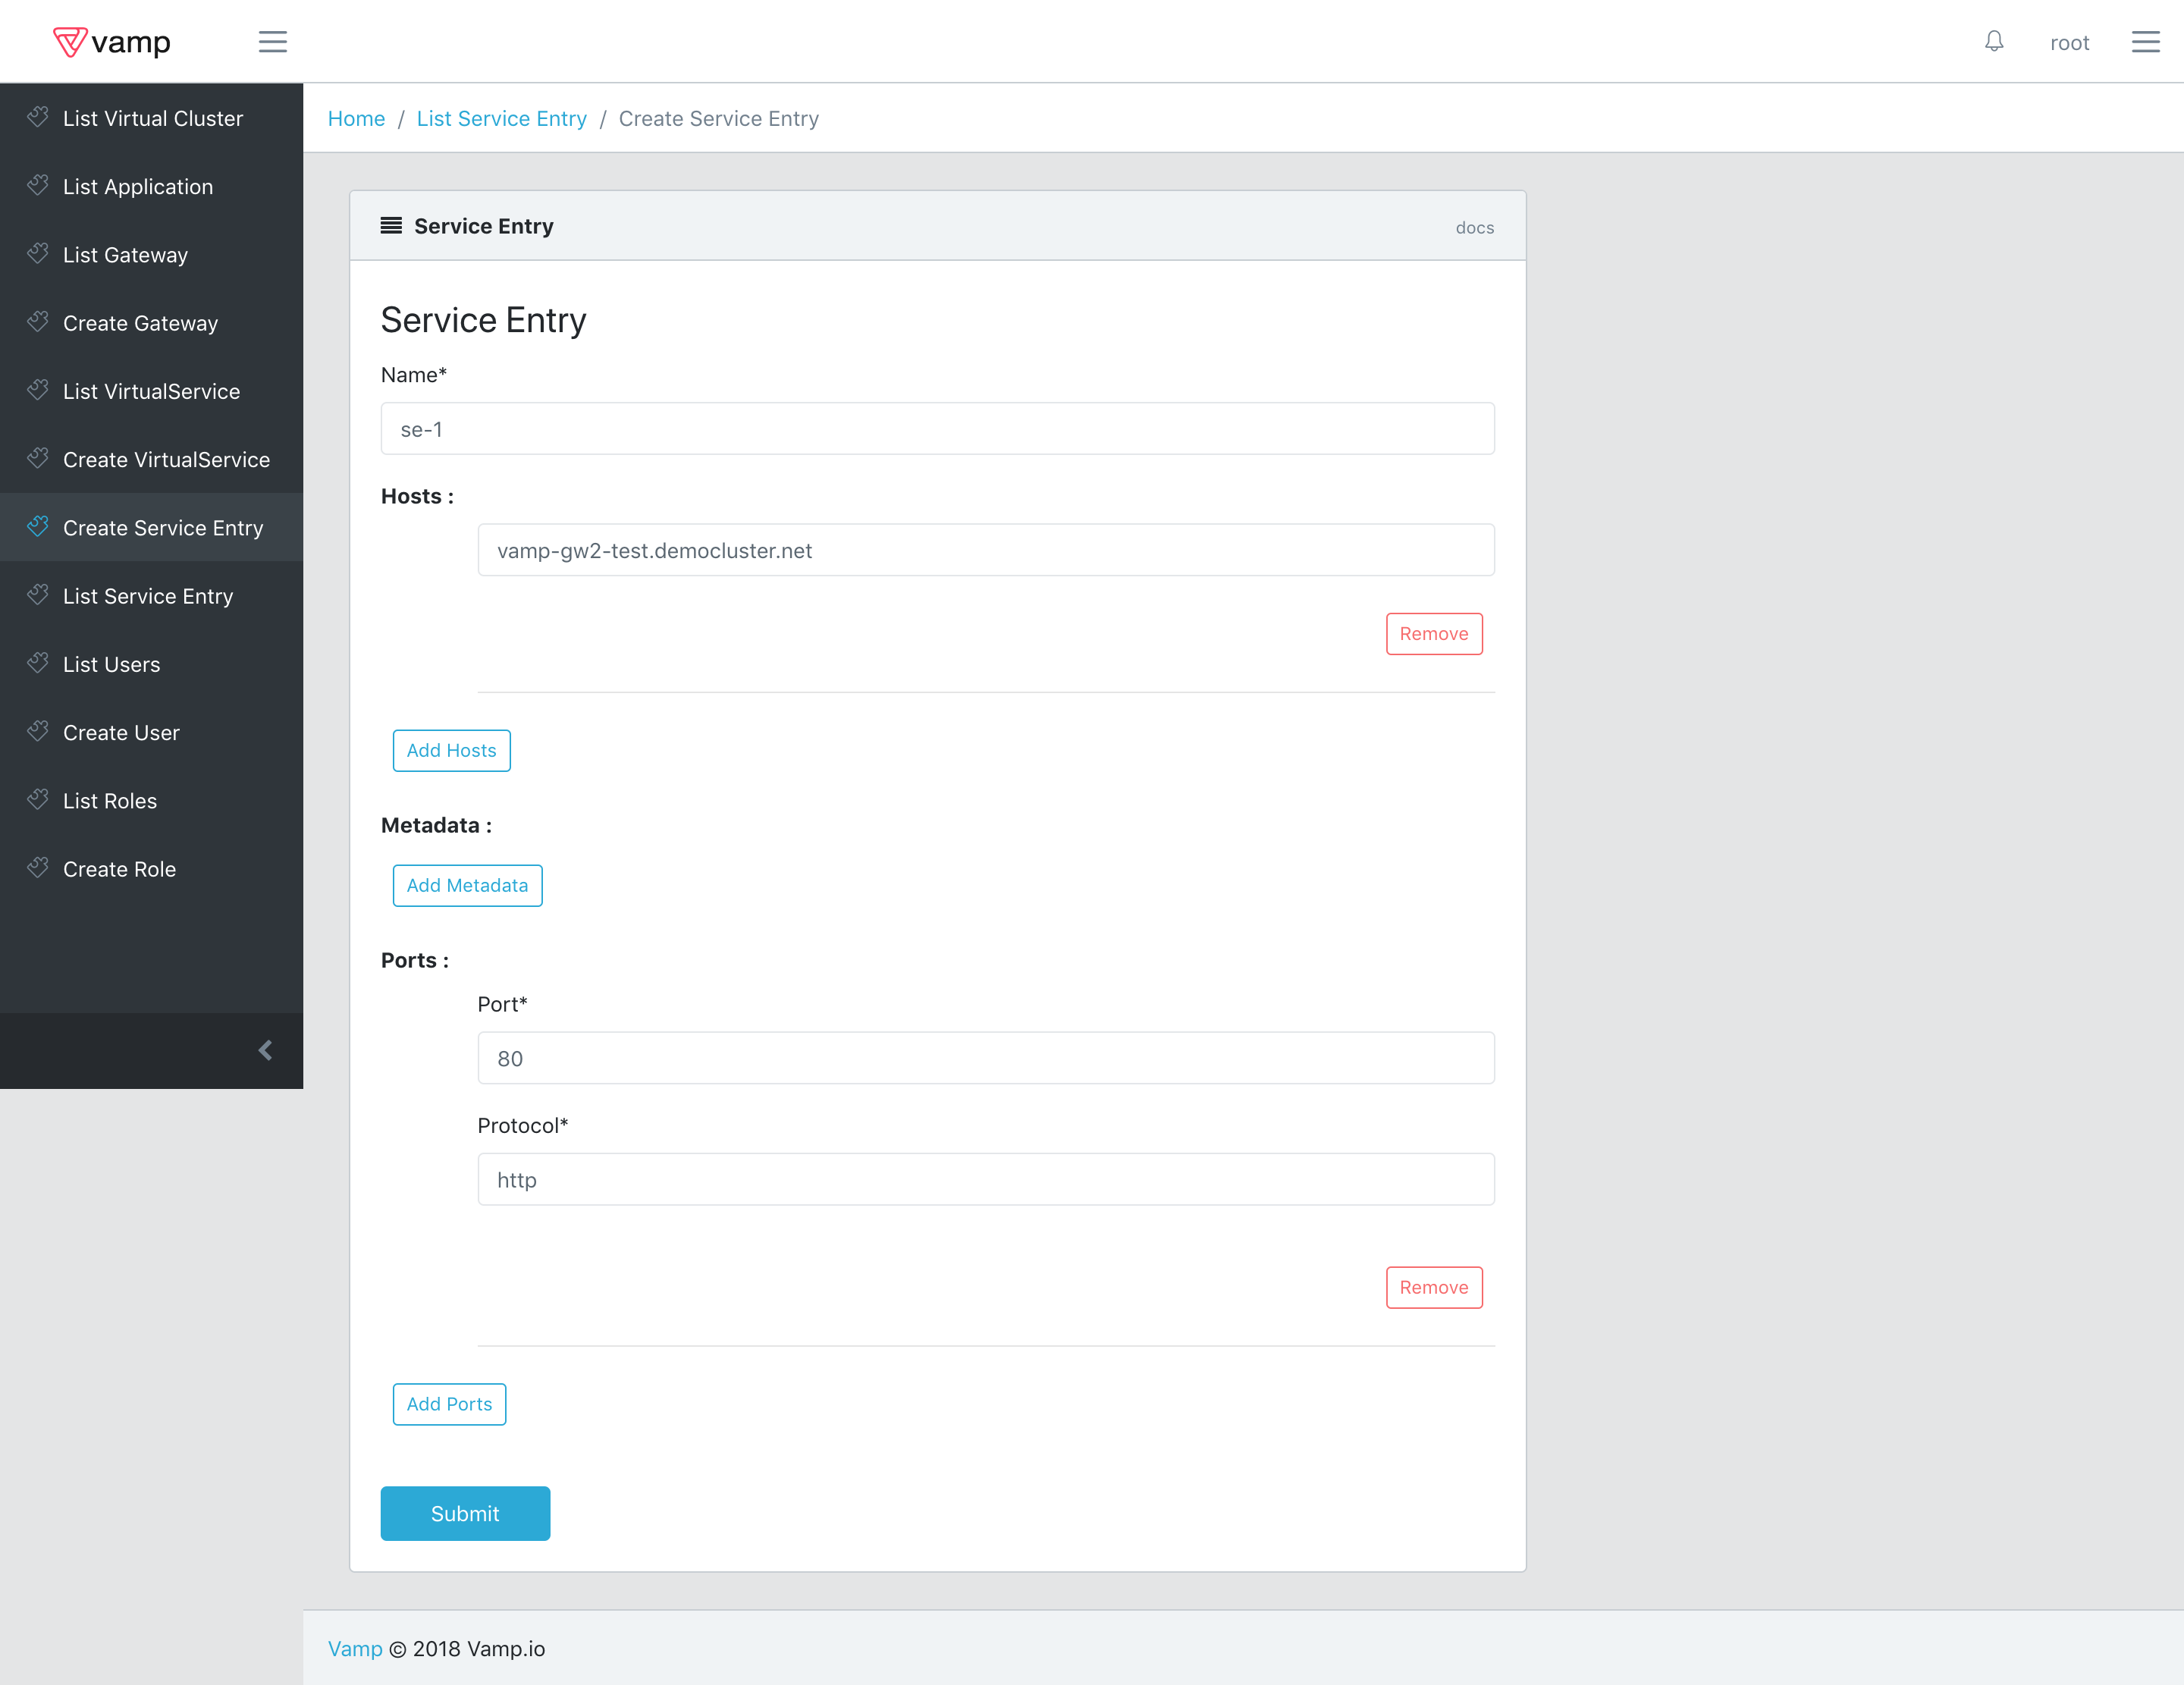 vamp
root
List Virtual Cluster
List Application
List Gateway
Create Gateway
List VirtualService
Create VirtualService
Create Service Entry
List Service Entry
List Users
Create User
List Roles
Create Role
Home / List Service Entry / Create Service Entry
Service Entry
docs
Service Entry
Name*
se-1
Hosts :
vamp-gw2-test.democluster.net
Remove
Add Hosts
Metadata :
Add Metadata
Ports :
Port*
80
Protocol*
http
Remove
Add Ports
Submit
Vamp © 2018 Vamp.io